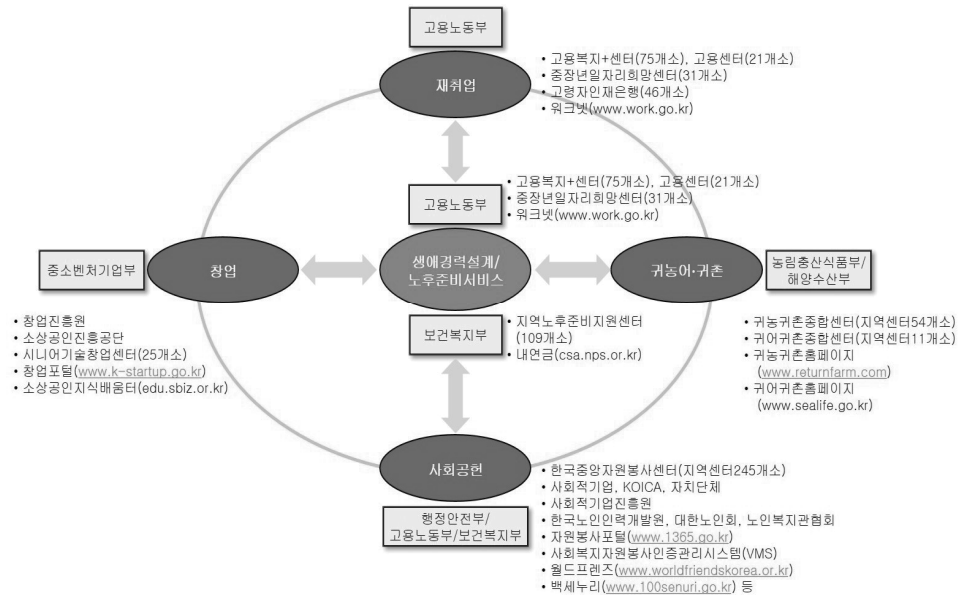 고용노동부
재취업
• 고용복지+센터(75개소), 고용센터(21개소)
• 중장년일자리희망센터(31개소)
• 고령자인재은행(46개소)
• 워크넷(www.work.go.kr)
고용노동부
• 고용복지+센터(75개소), 고용센터(21개소)
• 중장년일자리희망센터(31개소)
• 워크넷(www.work.go.kr)
중소벤처기업부
창업
생애경력설계/
노후준비서비스
귀농어·귀촌
농림충산식품부/
해양수산부
• 창업진흥원
• 소상공인진흥공단
• 시니어기술창업센터(25개소)
• 창업포털(www.k-startup.go.kr)
• 소상공인지식배움터(edu.sbiz.or.kr)
보건복지부
• 지역노후준비지원센터
(109개소)
• 내연금(csa.nps.or.kr)
• 귀농귀촌종합센터(지역센터54개소)
• 귀어귀촌종합센터(지역센터11개소)
• 귀농귀촌홈페이지
(www.returnfarm.com)
• 귀어귀촌홈페이지
(www.sealife.go.kr)
사회공헌
행정안전부/
고용노동부/보건복지부
• 한국중앙자원봉사센터(지역센터245개소)
• 사회적기업, KOICA, 자치단체
• 사회적기업진흥원
• 한국노인인력개발원, 대한노인회, 노인복지관협회
• 자원봉사포털(www.1365.go.kr)
• 사회복지자원봉사인증관리시스템(VMS)
• 월드프렌즈(www.worldfriendskorea.or.kr)
• 백세누리(www.100senuri.go.kr) 등